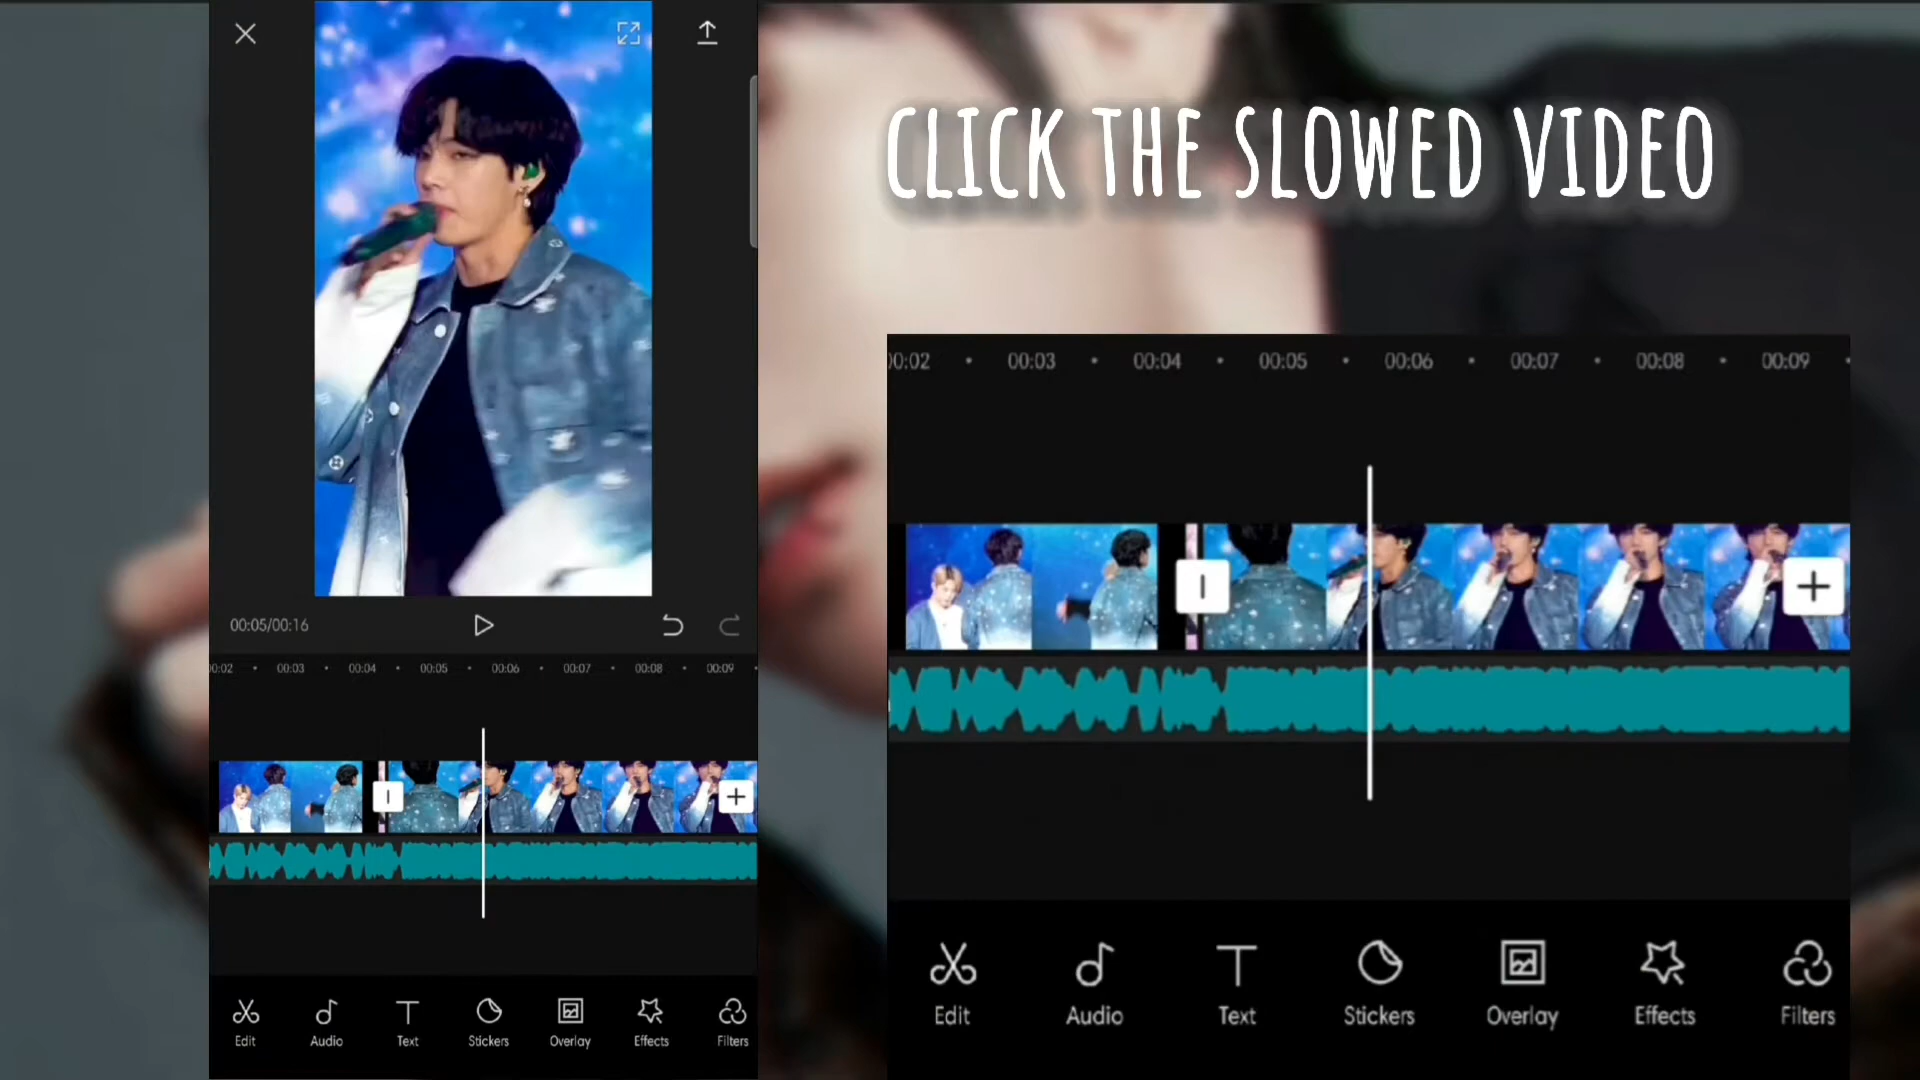 CLICK THE SLOWED VIDEO
00:05/00:16
00:02 00:03 00:04 00:05 00:06 00:07 00:08 00:09
Edit Audio Text Stickers Overlay Effects Filters
00:02 00:03 00:04 00:05 00:06 00:07 00:08 00:09
Edit Audio Text Stickers Overlay Effects Filters